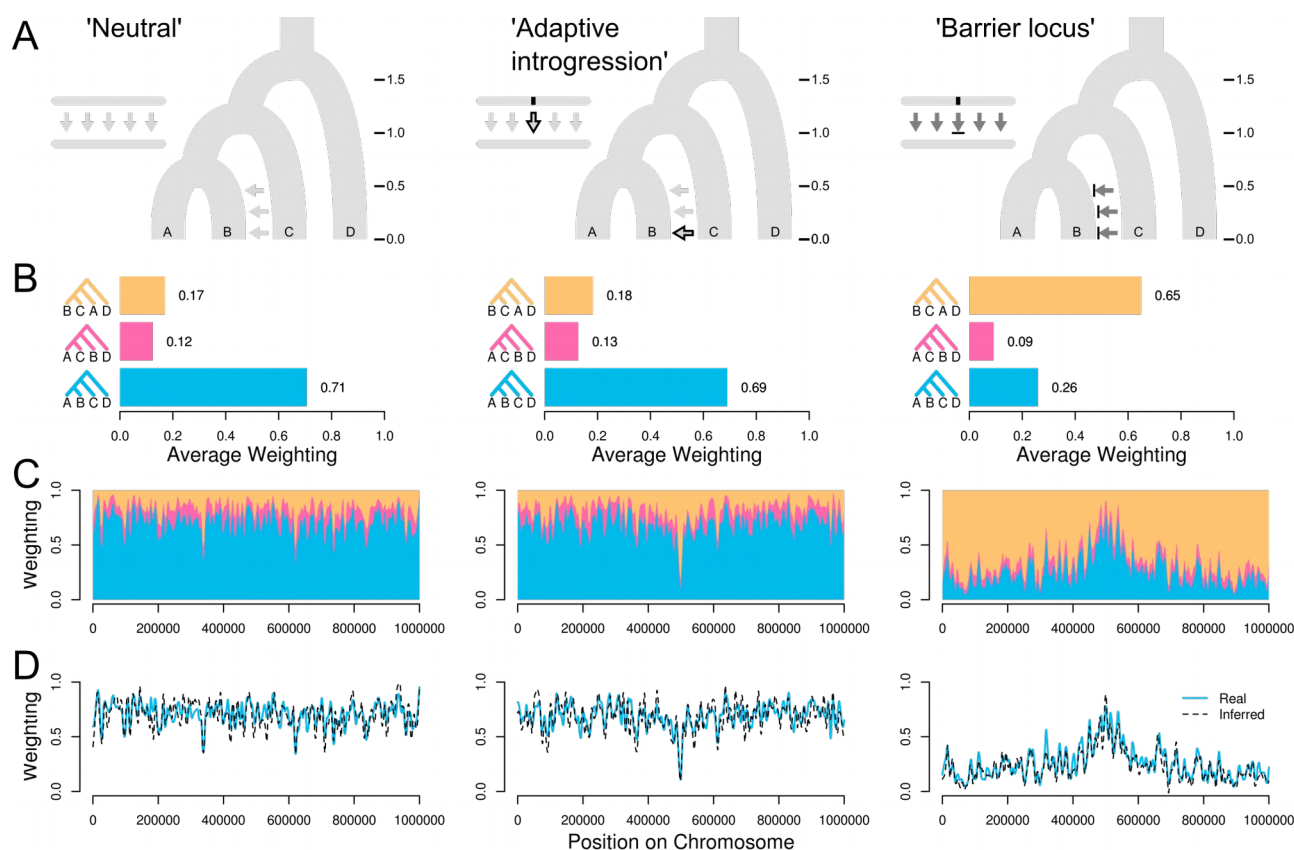 A
'Neutral'
'Adaptive
introgression'
'Barrier locus'
1.5
1.0
0.5
0.0
A B C D
1.5
1.0
0.5
0.0
A B C D
1.5
1.0
0.5
0.0
A B C D
B
B C A D
0.17
A C B D
0.12
A B C D
0.71
0.0 0.2 0.4 0.6 0.8 1.0
Average Weighting
B C A D
0.18
A C B D
0.13
A B C D
0.69
0.0 0.2 0.4 0.6 0.8 1.0
Average Weighting
B C A D
0.65
A C B D
0.09
A B C D
0.26
0.0 0.2 0.4 0.6 0.8 1.0
Average Weighting
C
Weighting
1.0
0.5
0.0
0 200000 400000 600000 800000 1000000
1.0
0.5
0.0
0 200000 400000 600000 800000 1000000
1.0
0.5
0.0
0 200000 400000 600000 800000 1000000
D
Weighting
1.0
0.5
0.0
0 200000 400000 600000 800000 1000000
1.0
0.5
0.0
0 200000 400000 600000 800000 1000000
1.0
0.5
0.0
Real
Inferred
0 200000 400000 600000 800000 1000000
Position on Chromosome